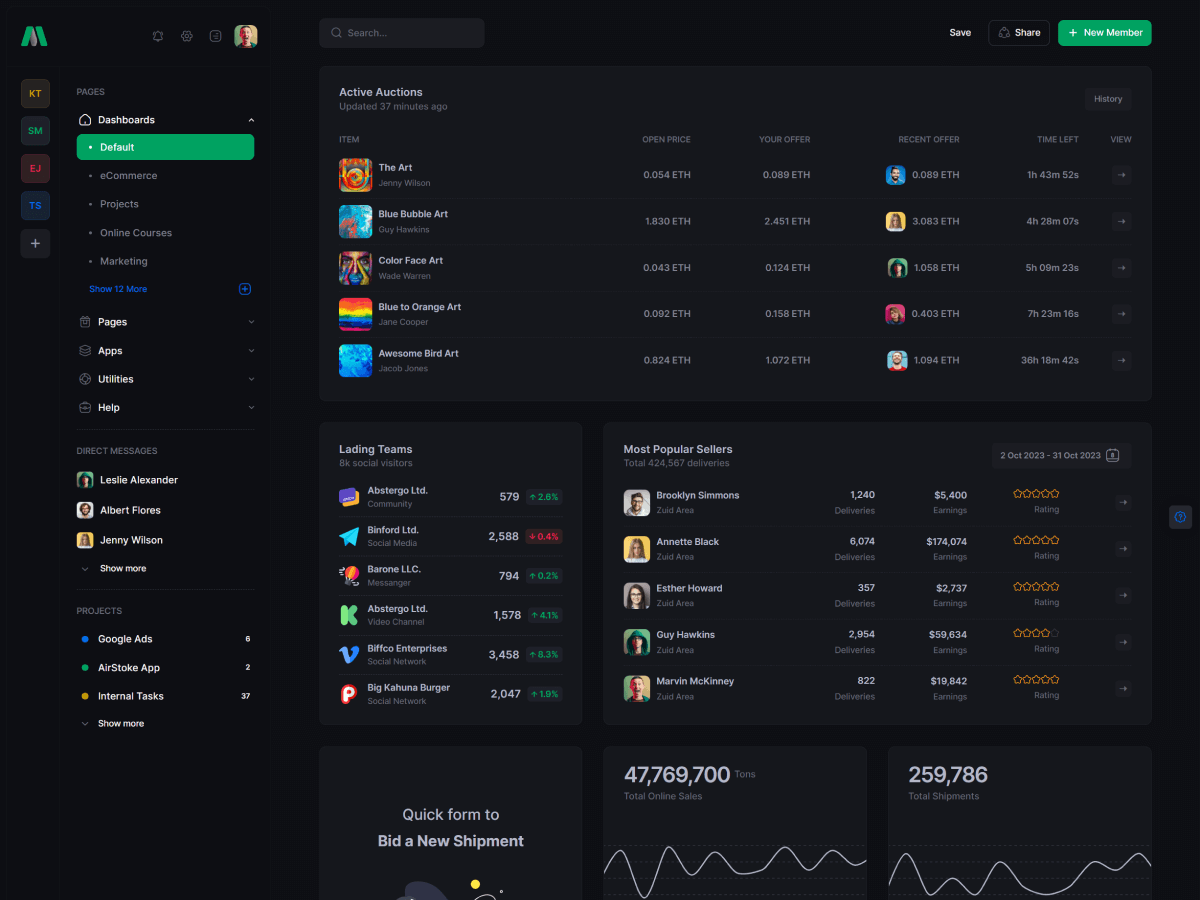 Search...
Save
Share
New Member
KT
SM
EJ
TS
PAGES
Dashboards
Default
eCommerce
Projects
Online Courses
Marketing
Show 12 More
Pages
Apps
Utilities
Help
DIRECT MESSAGES
Leslie Alexander
Albert Flores
Jenny Wilson
Show more
PROJECTS
Google Ads 6
AirStoke App 2
Internal Tasks 37
Show more
Active Auctions
Updated 37 minutes ago
History
ITEM OPEN PRICE YOUR OFFER RECENT OFFER TIME LEFT VIEW
The Art
Jenny Wilson
0.054 ETH 0.089 ETH 0.089 ETH 1h 43m 52s
Blue Bubble Art
Guy Hawkins
1.830 ETH 2.451 ETH 3.083 ETH 4h 28m 07s
Color Face Art
Wade Warren
0.043 ETH 0.124 ETH 1.058 ETH 5h 09m 23s
Blue to Orange Art
Jane Cooper
0.092 ETH 0.158 ETH 0.403 ETH 7h 23m 16s
Awesome Bird Art
Jacob Jones
0.824 ETH 1.072 ETH 1.094 ETH 36h 18m 42s
Lading Teams
8k social visitors
Abstergo Ltd.
Community
579 2.6%
Binford Ltd.
Social Media
2,588 0.4%
Barone LLC.
Messanger
794 0.2%
Abstergo Ltd.
Video Channel
1,578 4.1%
Biffco Enterprises
Social Network
3,458 8.3%
Big Kahuna Burger
Social Network
2,047 1.9%
Most Popular Sellers
Total 424,567 deliveries
2 Oct 2023 - 31 Oct 2023
Brooklyn Simmons 1,240 $5,400
Zuid Area Deliveries Earnings Rating
Annette Black 6,074 $174,074
Zuid Area Deliveries Earnings Rating
Esther Howard 357 $2,737
Zuid Area Deliveries Earnings Rating
Guy Hawkins 2,954 $59,634
Zuid Area Deliveries Earnings Rating
Marvin McKinney 822 $19,842
Zuid Area Deliveries Earnings Rating
Quick form to
Bid a New Shipment
47,769,700 Tons
Total Online Sales
259,786
Total Shipments